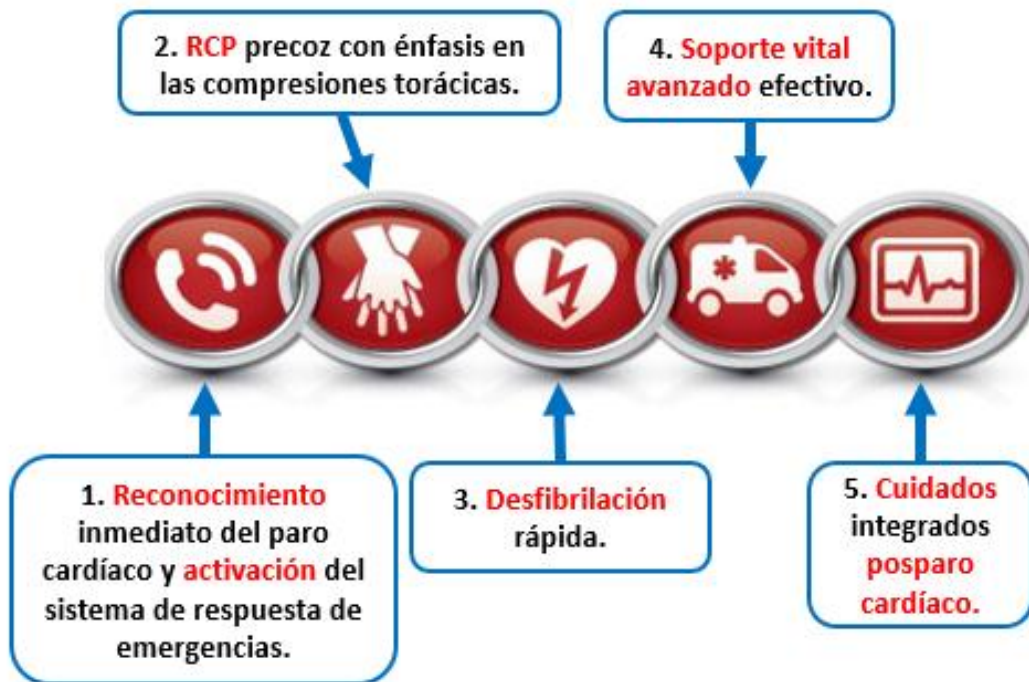 2. RCP precoz con énfasis en
las compresiones torácicas.
4. Soporte vital
avanzado efectivo.
1. Reconocimiento
inmediato del paro
cardíaco y activación del
sistema de respuesta de
emergencias.
3. Desfibrilación
rápida.
5. Cuidados
integrados
posparo
cardíaco.